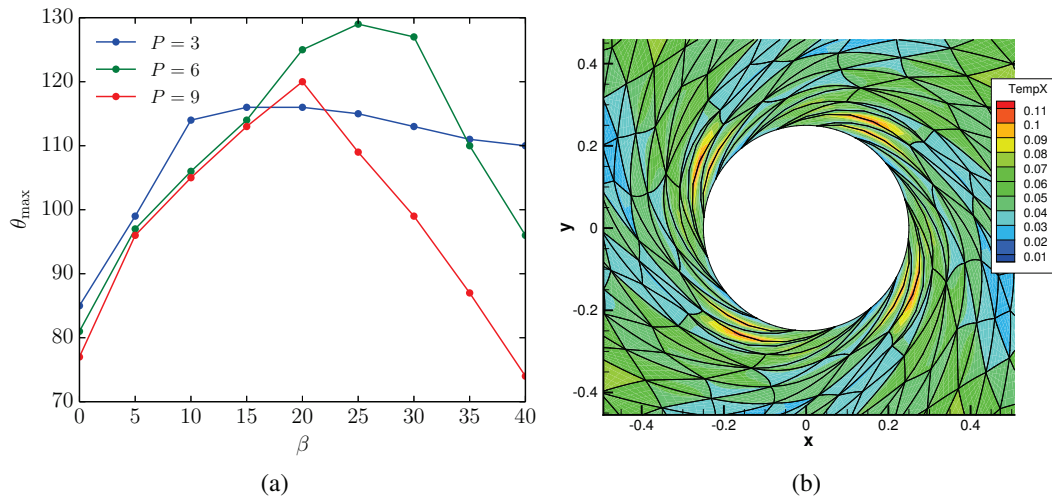 130
120
110
100
90
80
70
θmax
P = 3
P = 6
P = 9
0 5 10 15 20 25 30 35 40
β
(a)
TempX
0.11
0.1
0.09
0.08
0.07
0.06
0.05
0.04
0.03
0.02
0.01
0.4
0.2
0
-0.2
-0.4
y
-0.4 -0.2 0 0.2 0.4
x
(b)